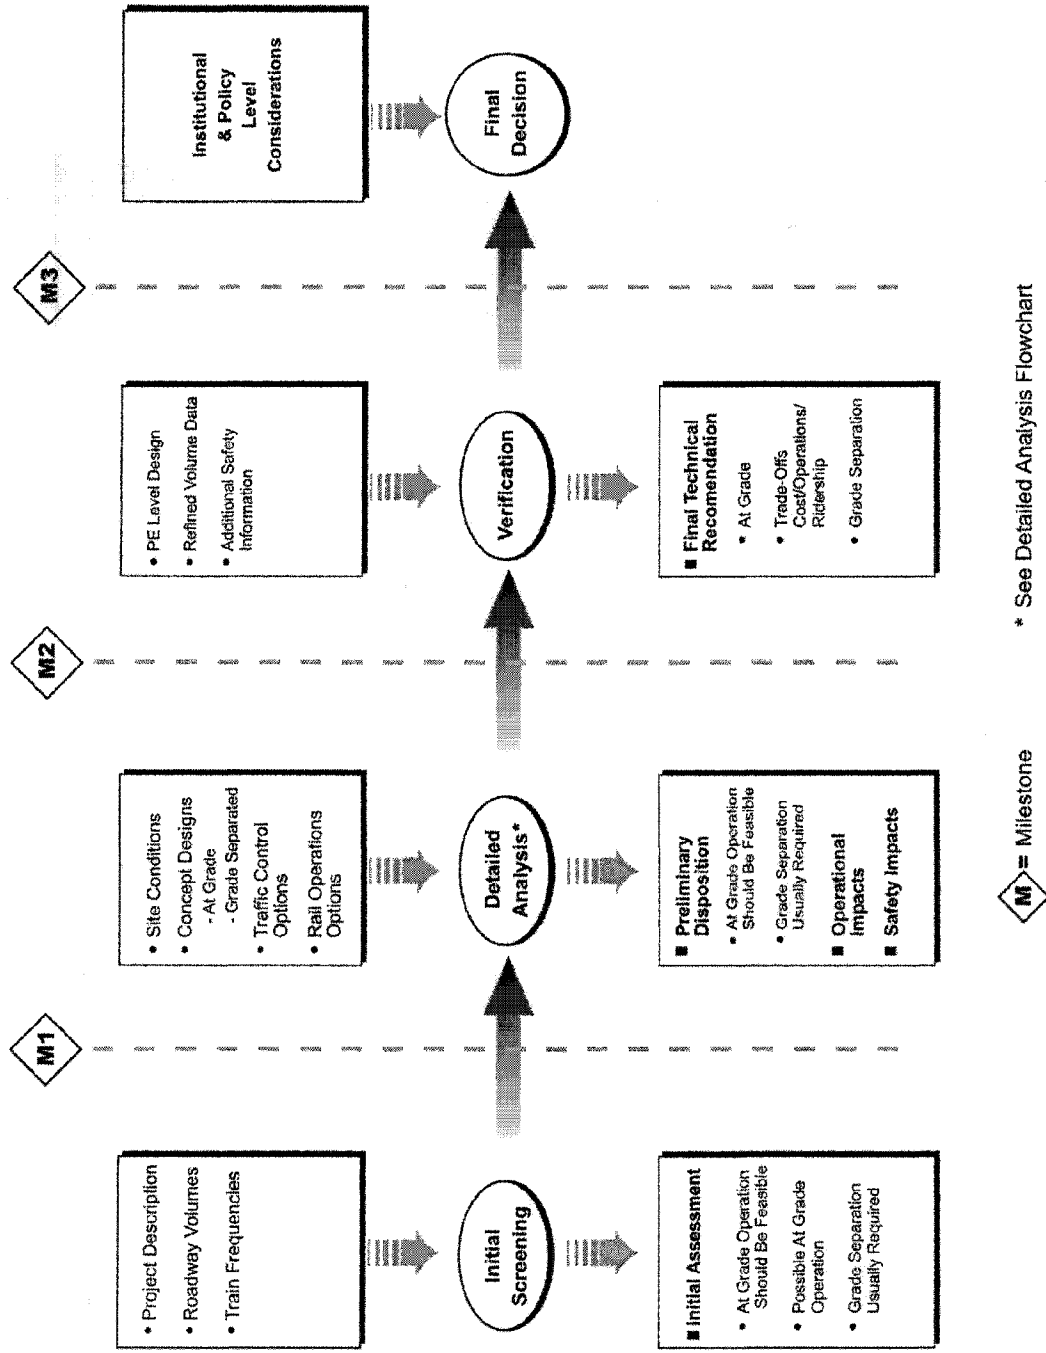 M1
M2
M3
• Project Description
• Roadway Volumes
• Train Frequencies
Initial
Screening
■ Initial Assessment
• At Grade Operation
Should Be Feasible
• Possible At Grade
Operation
• Grade Separation
Usually Required
• Site Conditions
• Concept Designs
- At Grade
- Grade Separated
• Traffic Control
Options
• Rail Operations
Options
Detailed
Analysis*
■ Preliminary
Disposition
• At Grade Operation
Should Be Feasible
• Grade Separation
Usually Required
■ Operational
Impacts
■ Safety Impacts
• PE Level Design
• Refined Volume Data
• Additional Safety
Information
Verification
■ Final Technical
Recomendation
• At Grade
• Trade-Offs
Cost/Operations/
Ridership
• Grade Separation
Institutional
& Policy
Level
Considerations
Final
Decision
M = Milestone
* See Detailed Analysis Flowchart